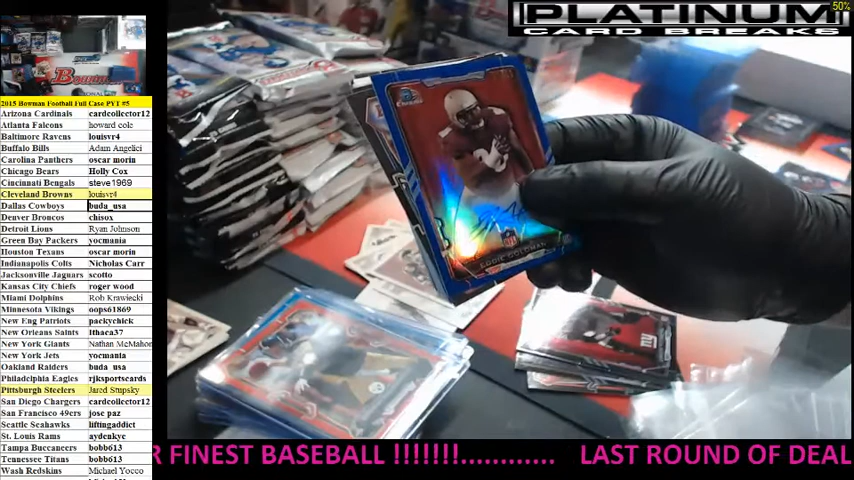 50%
PLATINUM
CARD BREAKS
Bowman
2015 Bowman Football Full Case PYT #5
Arizona Cardinals cardcollector12
Atlanta Falcons howard cole
Baltimore Ravens louisvr4
Buffalo Bills Adam Angelici
Carolina Panthers oscar morin
Chicago Bears Holly Cox
Cincinnati Bengals steve1969
Cleveland Browns louisvr4
Dallas Cowboys buda_usa
Denver Broncos chisox
Detroit Lions Ryan Johnson
Green Bay Packers yocmania
Houston Texans oscar morin
Indianapolis Colts Nicholas Carr
Jacksonville Jaguars scotto
Kansas City Chiefs roger wood
Miami Dolphins Rob Krawiecki
Minnesota Vikings oops61869
New Eng Patriots packychick
New Orleans Saints Ithaca37
New York Giants Nathan McMahon
New York Jets yocmania
Oakland Raiders buda_usa
Philadelphia Eagles rjksportscards
Pittsburgh Steelers Jared Stupsky
San Diego Chargers cardcollector12
San Francisco 49ers jose paz
Seattle Seahawks liftingaddict
St. Louis Rams aydenkye
Tampa Buccaneers bobb613
Tennessee Titans bobb613
Wash Redskins Michael Yocco
Chrome
NFL
EDDIE GOLDMAN
R FINEST BASEBALL !!!!!!!............ LAST ROUND OF DEAL